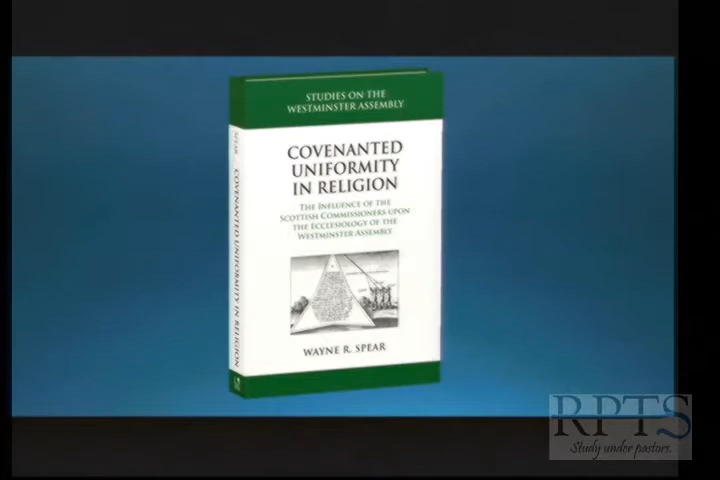 STUDIES ON THE
WESTMINSTER ASSEMBLY
COVENANTED
UNIFORMITY
IN RELIGION
THE INFLUENCE OF THE
SCOTTISH COMMISSIONERS UPON
THE ECCLESIOLOGY OF THE
WESTMINSTER ASSEMBLY
WAYNE R. SPEAR
SPEAR COVENANTED UNIFORMITY IN RELIGION
RPTS
Study under pastors.